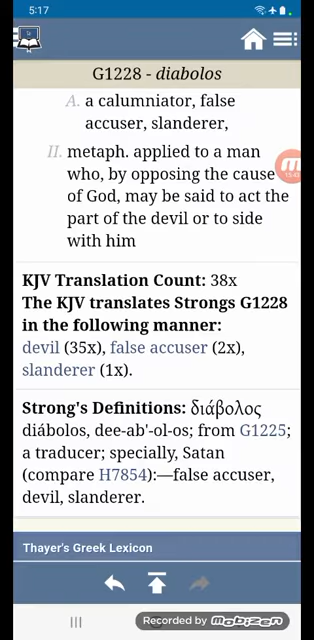 5:17
G1228 - diabolos
A. a calumniator, false
accuser, slanderer,
II. metaph. applied to a man
who, by opposing the cause
of God, may be said to act the
part of the devil or to side
with him
KJV Translation Count: 38x
The KJV translates Strongs G1228
in the following manner:
devil (35x), false accuser (2x),
slanderer (1x).
Strong's Definitions: διάβολος
diábolos, dee-ab'-ol-os; from G1225;
a traducer; specially, Satan
(compare H7854):—false accuser,
devil, slanderer.
Thayer's Greek Lexicon
Recorded by mobizen